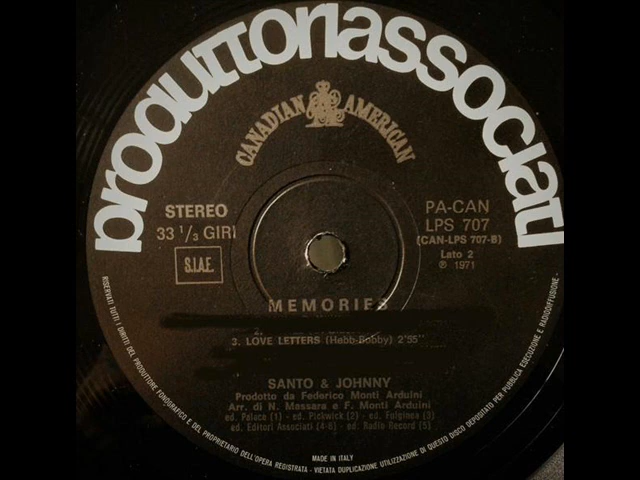 produttoriassociati
CANADIAN AMERICAN
STEREO
33 1/3 GIRI
S.I.A.E.
PA-CAN
LPS 707
(CAN-LPS 707-B)
Lato 2
℗ 1971
MEMORIES
2.
3. LOVE LETTERS (Hebb-Bobby) 2'55"
SANTO & JOHNNY
Prodotto da Federico Monti Arduini
Arr. di N. Massara e F. Monti Arduini
ed. Palace (1) - ed. Pickwick (2) - ed. Fulginea (3)
ed. Editori Associati (4-6) - ed. Radio Record (5)
MADE IN ITALY
RISERVATI TUTTI I DIRITTI DEL PRODUTTORE FONOGRAFICO E DEL PROPRIETARIO DELL'OPERA REGISTRATA - VIETATA DUPLICAZIONE UTILIZZAZIONE DI QUESTO DISCO DEPOSITATO PER PUBBLICA ESECUZIONE E RADIODIFFUSIONE -